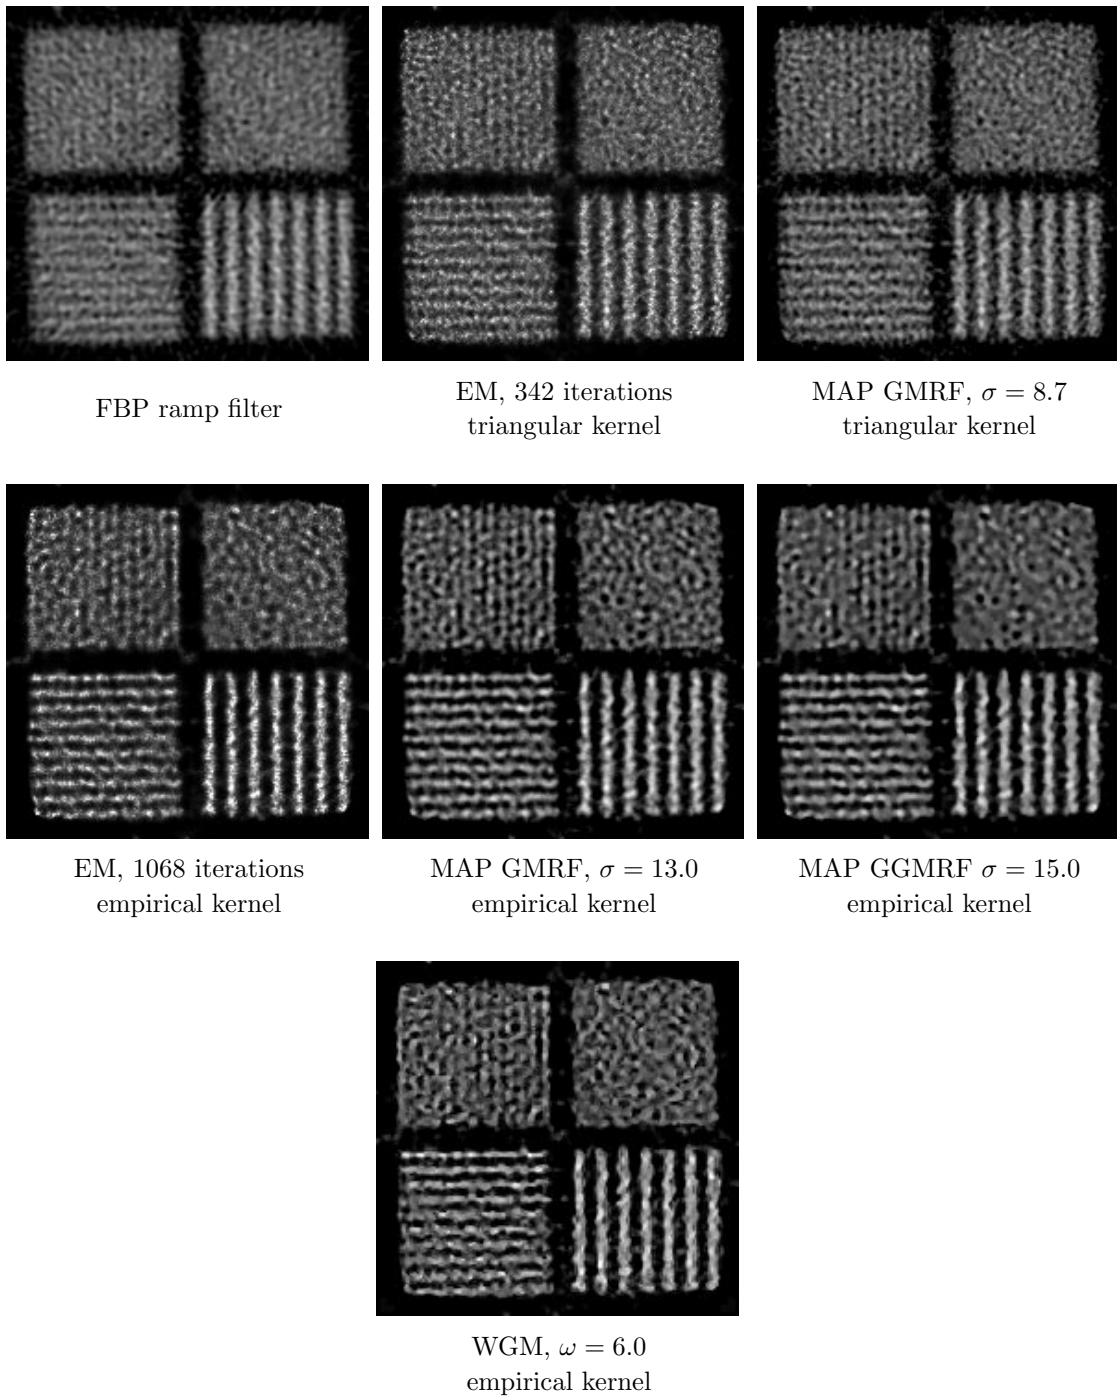 FBP ramp filter
EM, 342 iterations
triangular kernel
MAP GMRF, σ = 8.7
triangular kernel
EM, 1068 iterations
empirical kernel
MAP GMRF, σ = 13.0
empirical kernel
MAP GGMRF σ = 15.0
empirical kernel
WGM, ω = 6.0
empirical kernel